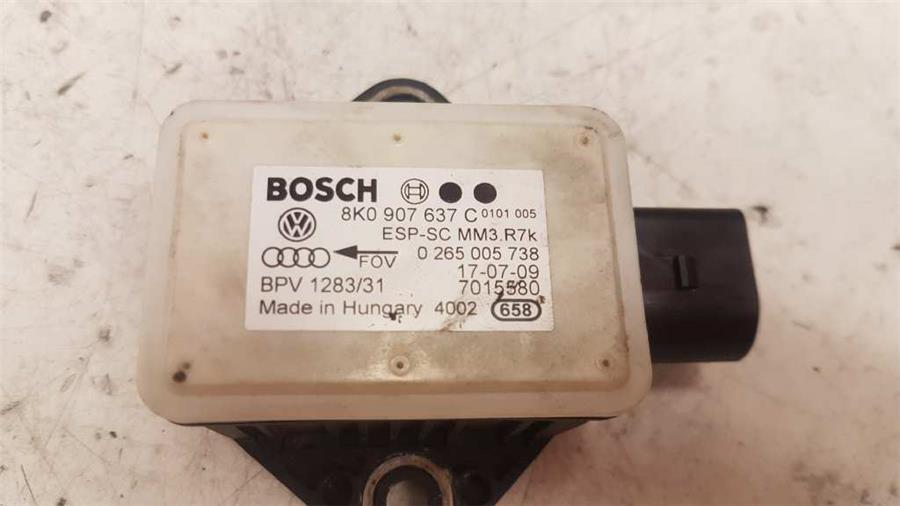 BOSCH
8K0 907 637 C 0101 005
ESP-SC MM3.R7k
FOV 0 265 005 738
17-07-09
BPV 1283/31 7015580
Made in Hungary 4002 658